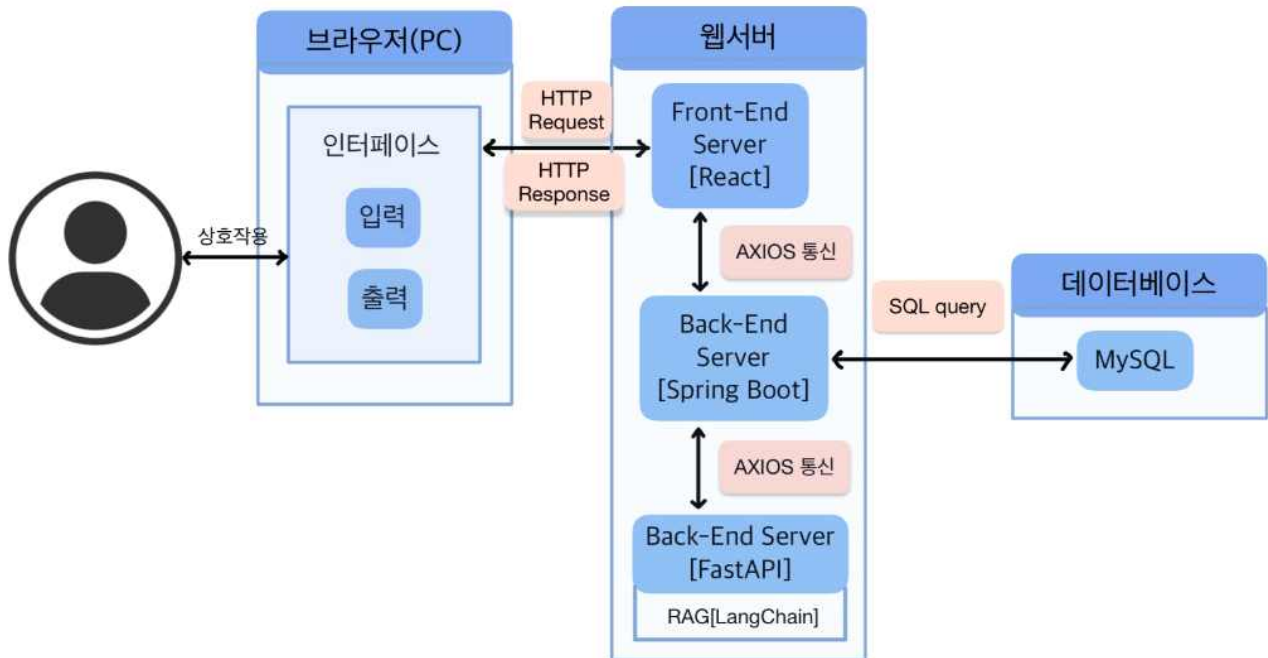 브라우저(PC)
인터페이스
입력
출력
상호작용
HTTP
Request
HTTP
Response
웹서버
Front-End
Server
[React]
AXIOS 통신
Back-End
Server
[Spring Boot]
AXIOS 통신
Back-End Server
[FastAPI]
RAG[LangChain]
SQL query
데이터베이스
MySQL